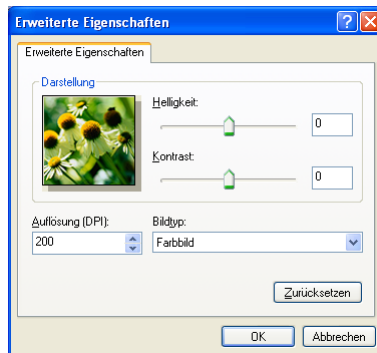 Erweiterte Eigenschaften
Erweiterte Eigenschaften
Darstellung
Helligkeit:
0
Kontrast:
0
Auflösung (DPI):
200
Bildtyp:
Farbbild
Zurücksetzen
OK
Abbrechen